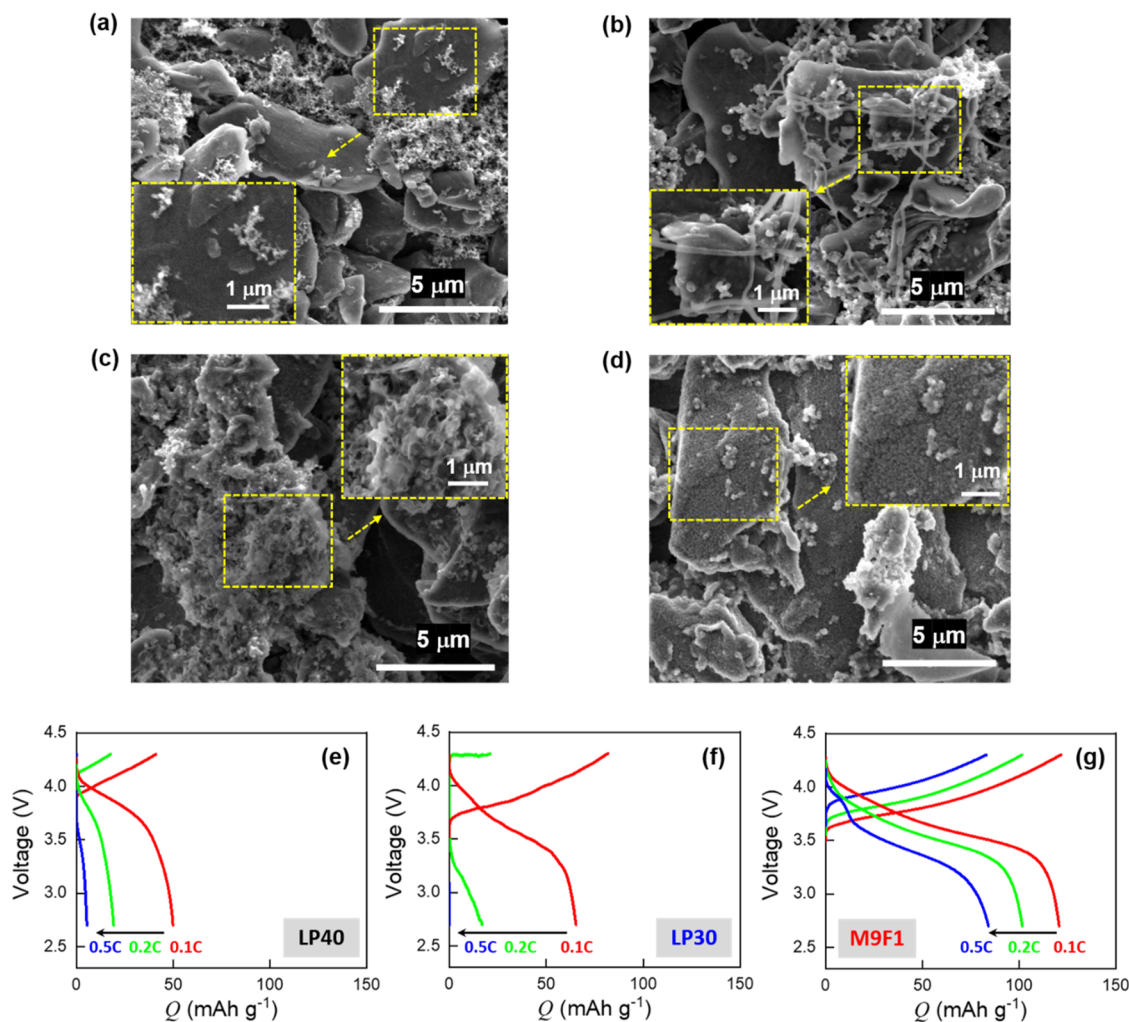 (a)
(b)
1 μm
5 μm
1 μm
5 μm
(c)
(d)
1 μm
5 μm
1 μm
5 μm
4.5
4.0
3.5
3.0
2.5
Voltage (V)
(e)
0.5C 0.2C 0.1C
LP40
0 50 100 150
Q (mAh g⁻¹)
4.5
4.0
3.5
3.0
2.5
Voltage (V)
(f)
0.5C 0.2C 0.1C
LP30
0 50 100 150
Q (mAh g⁻¹)
4.5
4.0
3.5
3.0
2.5
Voltage (V)
(g)
M9F1
0.5C 0.2C 0.1C
0 50 100 150
Q (mAh g⁻¹)